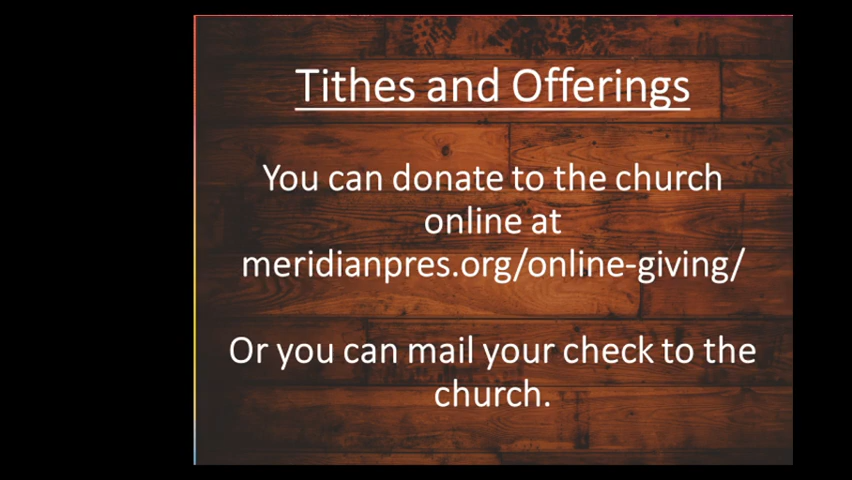 Tithes and Offerings
You can donate to the church
online at
meridianpres.org/online-giving/
Or you can mail your check to the
church.